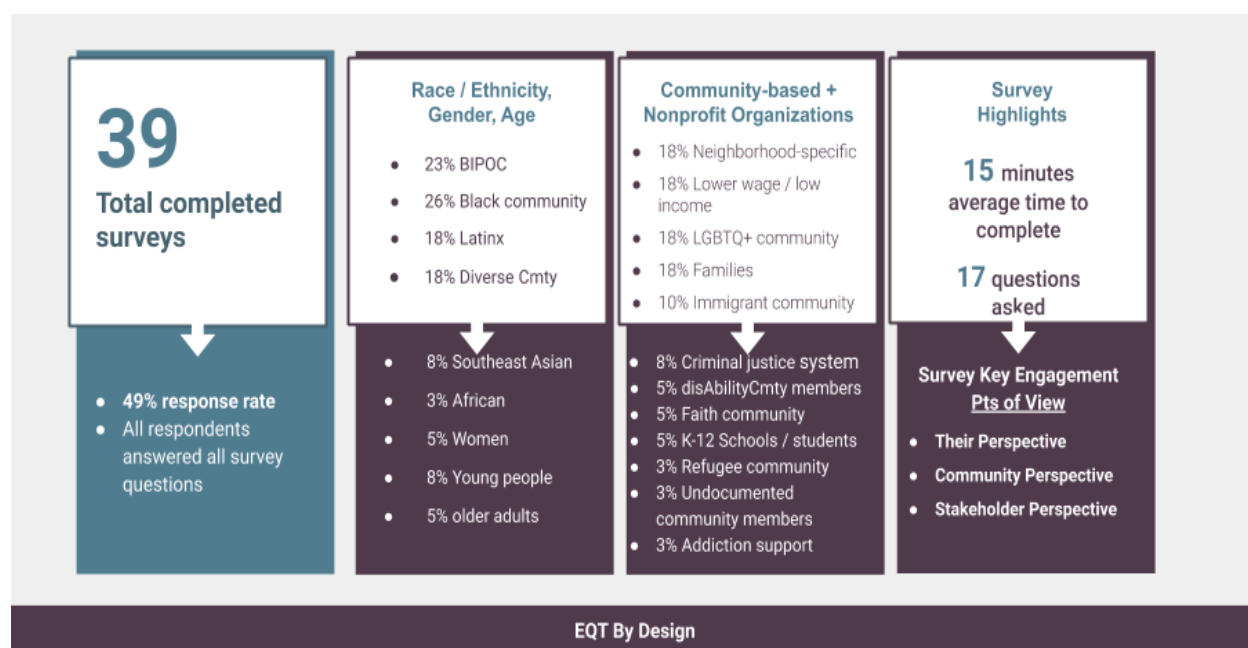 39
Total completed
surveys
• 49% response rate
• All respondents
answered all survey
questions
Race / Ethnicity,
Gender, Age
• 23% BIPOC
• 26% Black community
• 18% Latinx
• 18% Diverse Cmty
• 8% Southeast Asian
• 3% African
• 5% Women
• 8% Young people
• 5% older adults
Community-based +
Nonprofit Organizations
• 18% Neighborhood-specific
• 18% Lower wage / low
income
• 18% LGBTQ+ community
• 18% Families
• 10% Immigrant community
• 8% Criminal justice system
• 5% disAbilityCmty members
• 5% Faith community
• 5% K-12 Schools / students
• 3% Refugee community
• 3% Undocumented
community members
• 3% Addiction support
Survey
Highlights
15 minutes
average time to
complete
17 questions
asked
Survey Key Engagement
Pts of View
• Their Perspective
• Community Perspective
• Stakeholder Perspective
EQT By Design